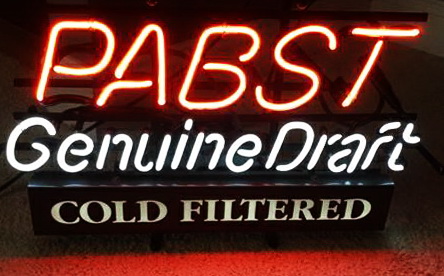 PABST
Genuine Draft
COLD FILTERED